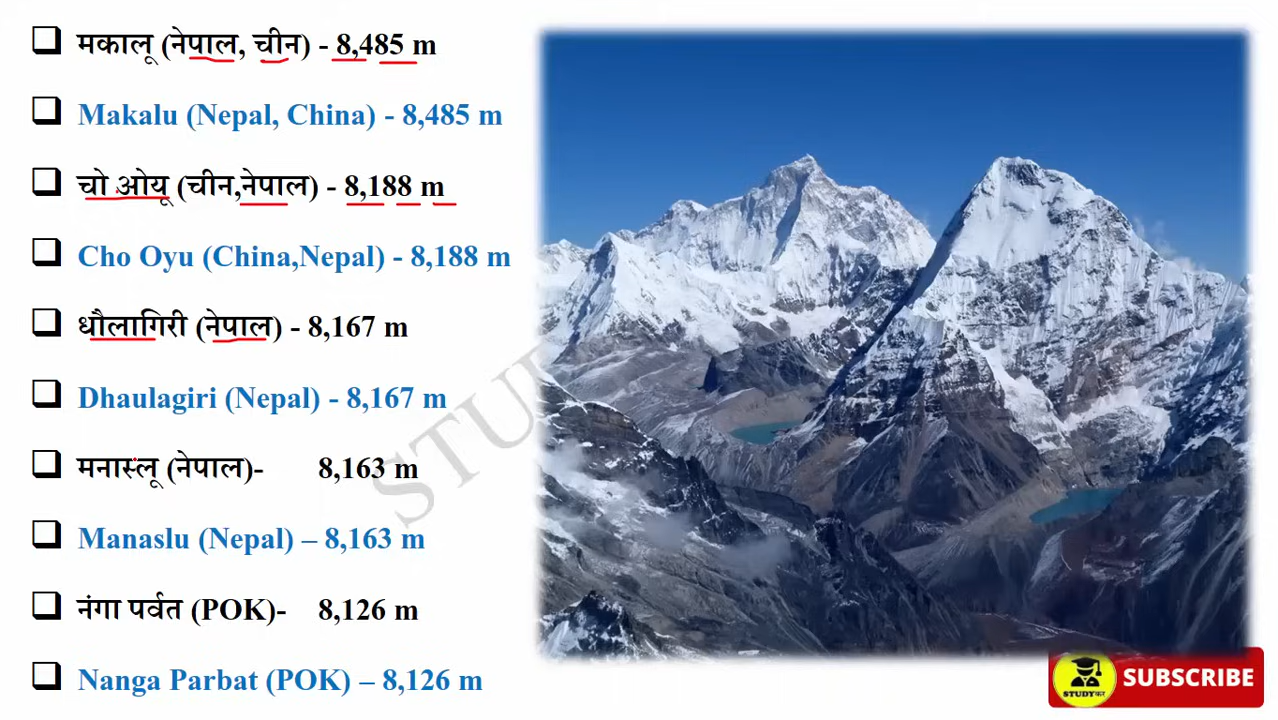 ❑ मकालू (नेपाल, चीन) - 8,485 m
❑ Makalu (Nepal, China) - 8,485 m
❑ चो ओयू (चीन,नेपाल) - 8,188 m
❑ Cho Oyu (China,Nepal) - 8,188 m
❑ धौलागिरी (नेपाल) - 8,167 m
❑ Dhaulagiri (Nepal) - 8,167 m
❑ मनास्लू (नेपाल)- 8,163 m
❑ Manaslu (Nepal) – 8,163 m
❑ नंगा पर्वत (POK)- 8,126 m
❑ Nanga Parbat (POK) – 8,126 m
STU
STUDYकर
SUBSCRIBE